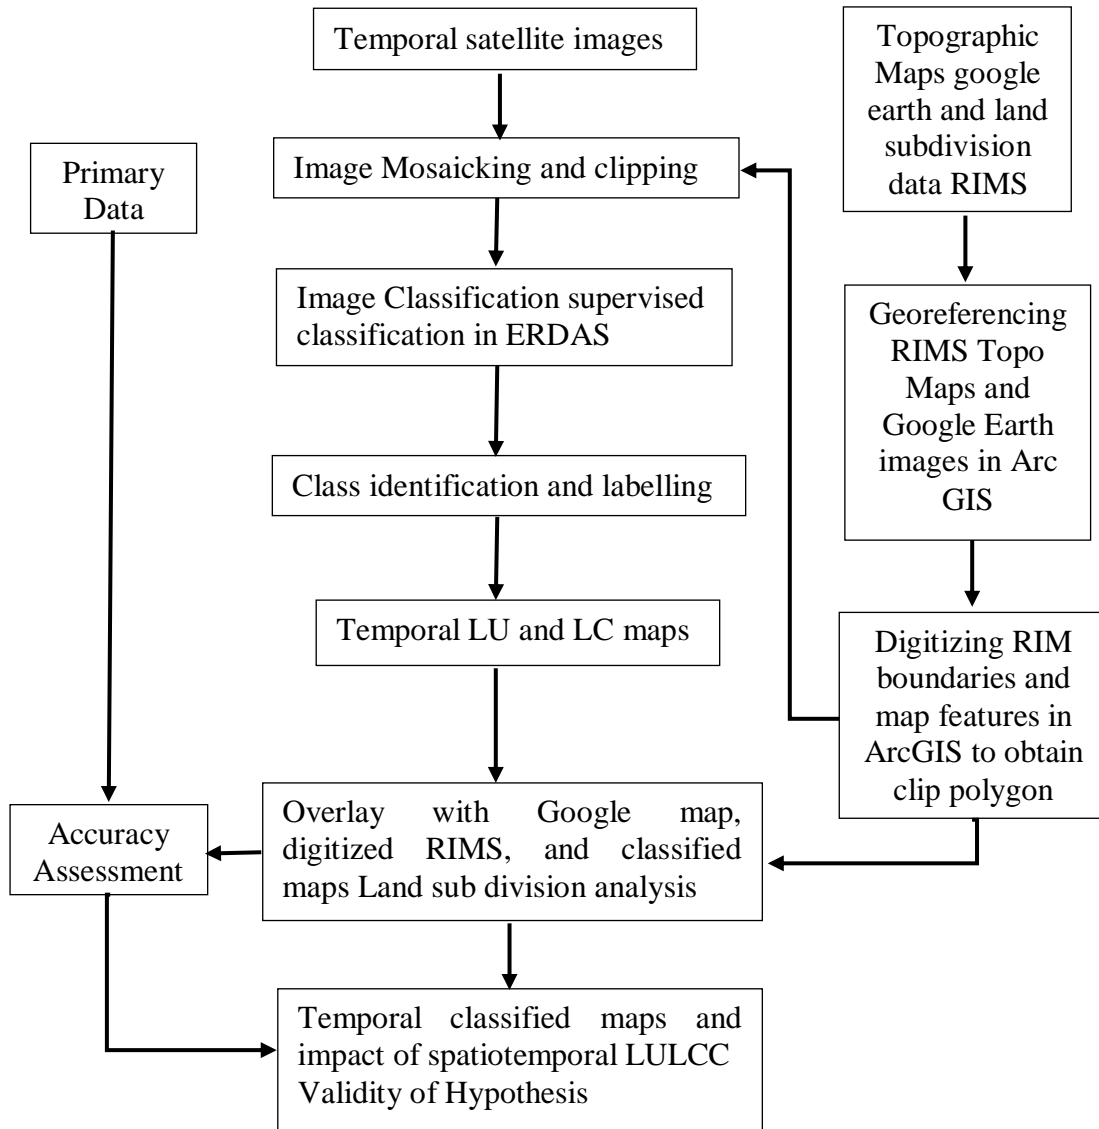 Temporal satellite images
Topographic
Maps google
earth and land
subdivision
data RIMS
Primary
Data
Image Mosaicking and clipping
Image Classification supervised
classification in ERDAS
Georeferencing
RIMS Topo
Maps and
Google Earth
images in Arc
GIS
Class identification and labelling
Temporal LU and LC maps
Digitizing RIM
boundaries and
map features in
ArcGIS to obtain
clip polygon
Overlay with Google map,
digitized RIMS, and classified
maps Land sub division analysis
Accuracy
Assessment
Temporal classified maps and
impact of spatiotemporal LULCC
Validity of Hypothesis